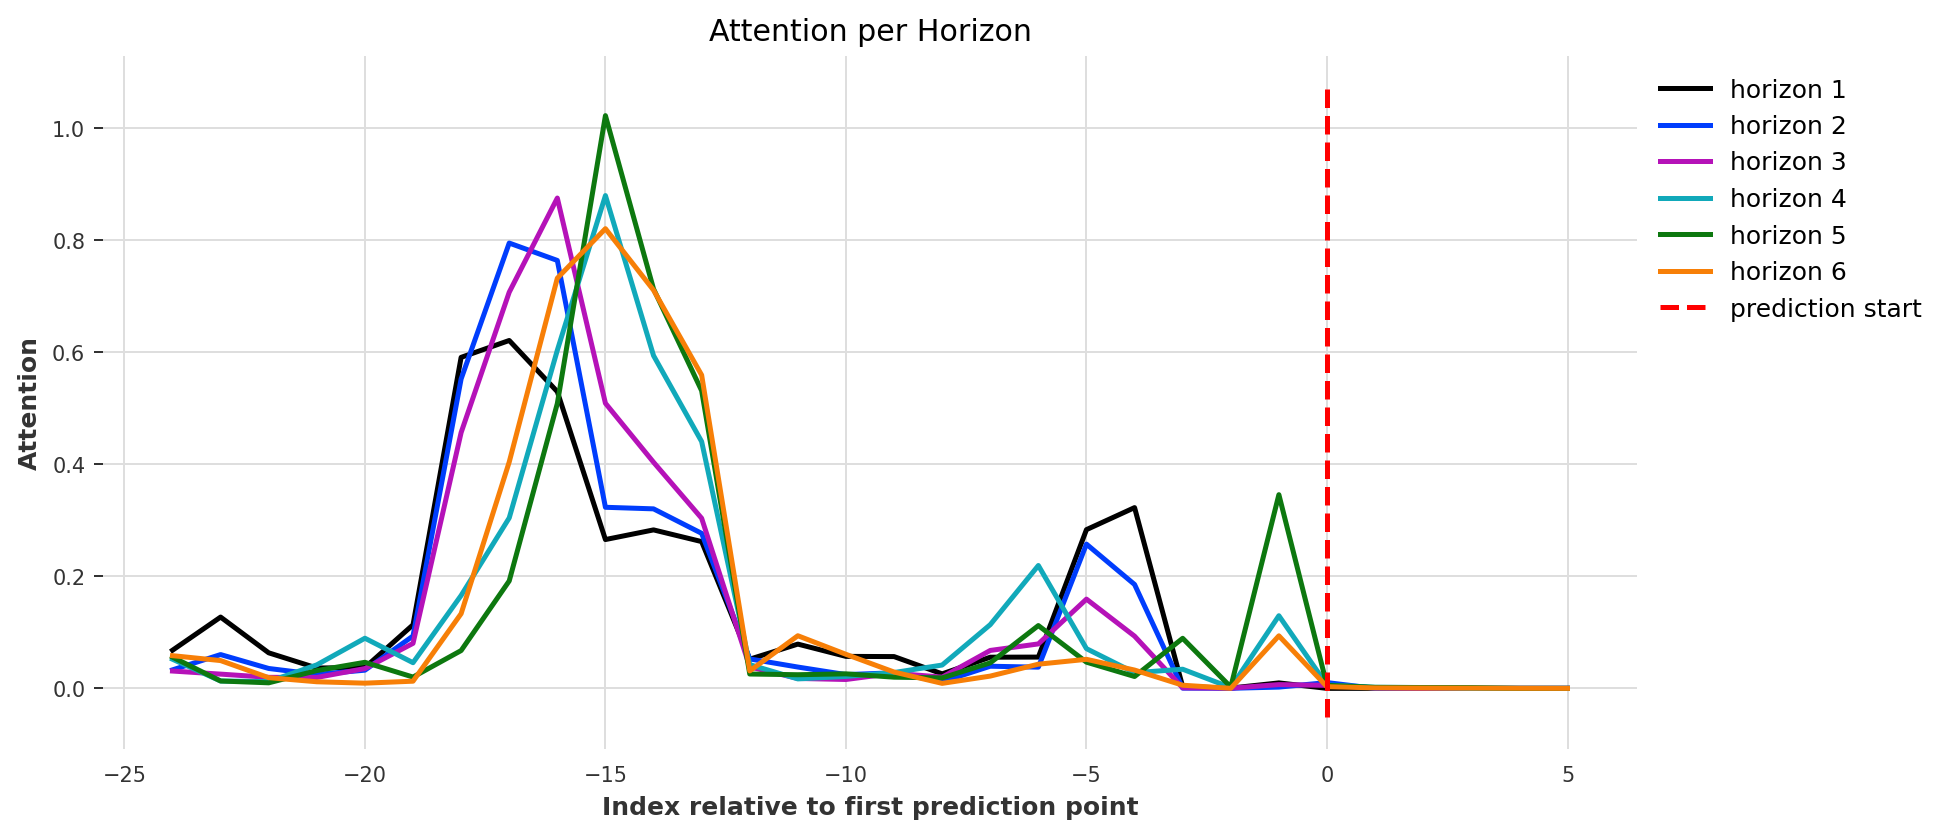 Attention per Horizon
horizon 1
horizon 2
horizon 3
horizon 4
horizon 5
horizon 6
prediction start
Attention
1.0
0.8
0.6
0.4
0.2
0.0
−25 −20 −15 −10 −5 0 5
Index relative to first prediction point